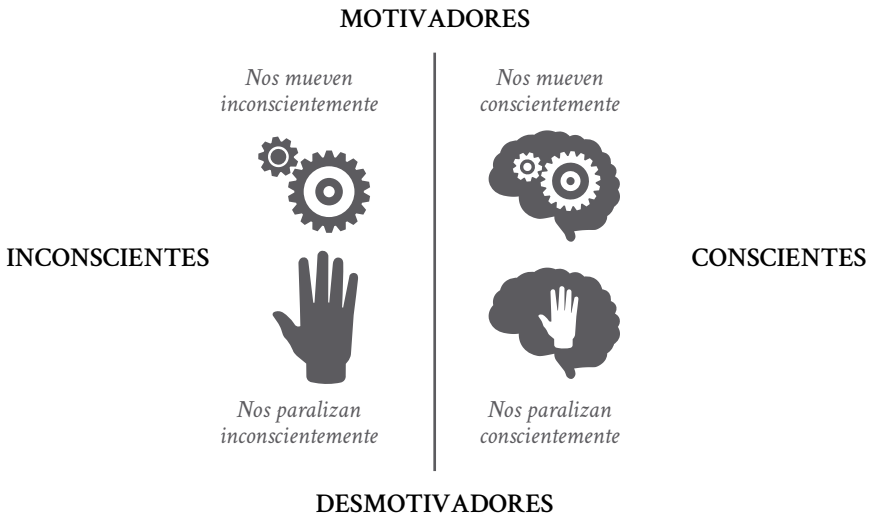 MOTIVADORES
Nos mueven
inconscientemente
Nos mueven
conscientemente
INCONSCIENTES
CONSCIENTES
Nos paralizan
inconscientemente
Nos paralizan
conscientemente
DESMOTIVADORES